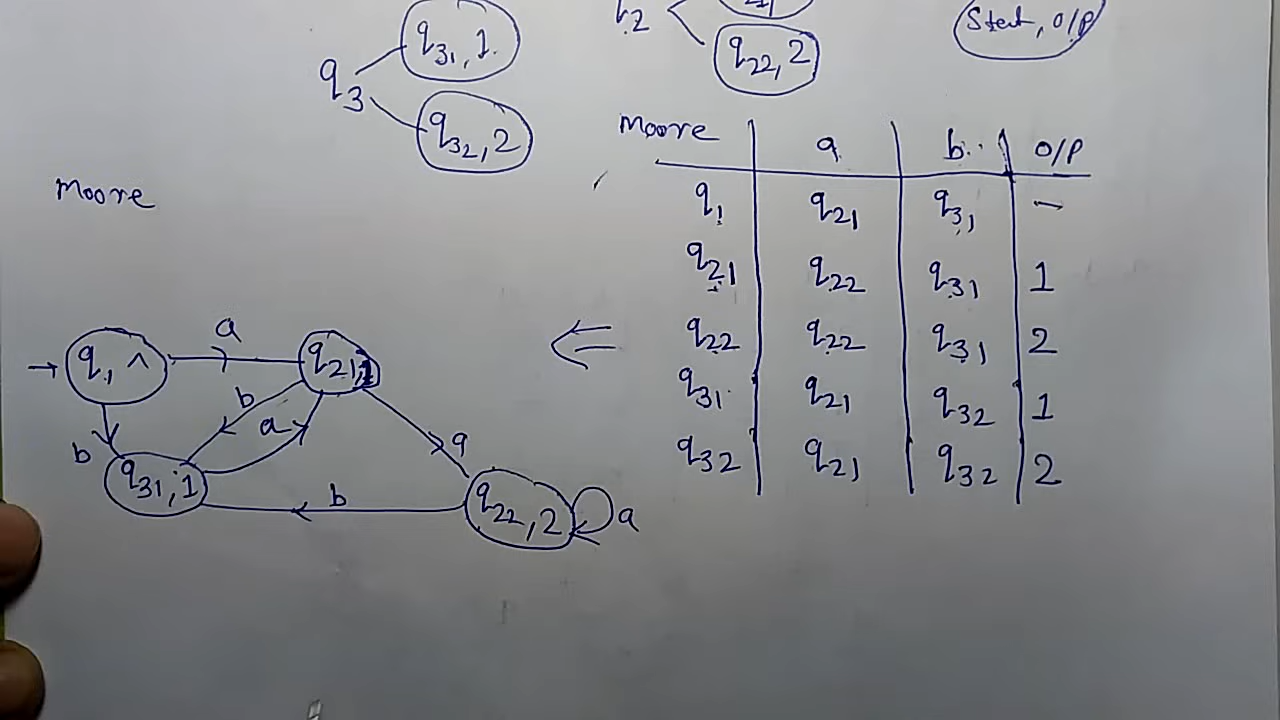 q31, 1.
q3
q32, 2
q2
q22, 2
State, O/P
Moore a b O/P
q1 q21 q31 —
q21 q22 q31 1
q22 q22 q31 2
q31 q21 q32 1
q32 q21 q32 2
Moore
a
→ q1 ^ q21,1
b
a
b
a
q31, 1
b
q22, 2
a